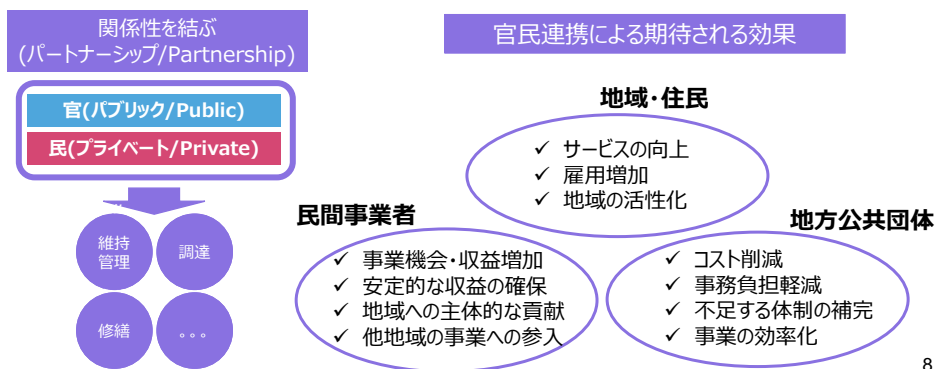 関係性を結ぶ
(パートナーシップ/Partnership)
官(パブリック/Public)
民(プライベート/Private)
維持
管理
調達
修繕
。。。
官民連携による期待される効果
地域・住民
✓ サービスの向上
✓ 雇用増加
✓ 地域の活性化
民間事業者
✓ 事業機会・収益増加
✓ 安定的な収益の確保
✓ 地域への主体的な貢献
✓ 他地域の事業への参入
地方公共団体
✓ コスト削減
✓ 事務負担軽減
✓ 不足する体制の補完
✓ 事業の効率化
8